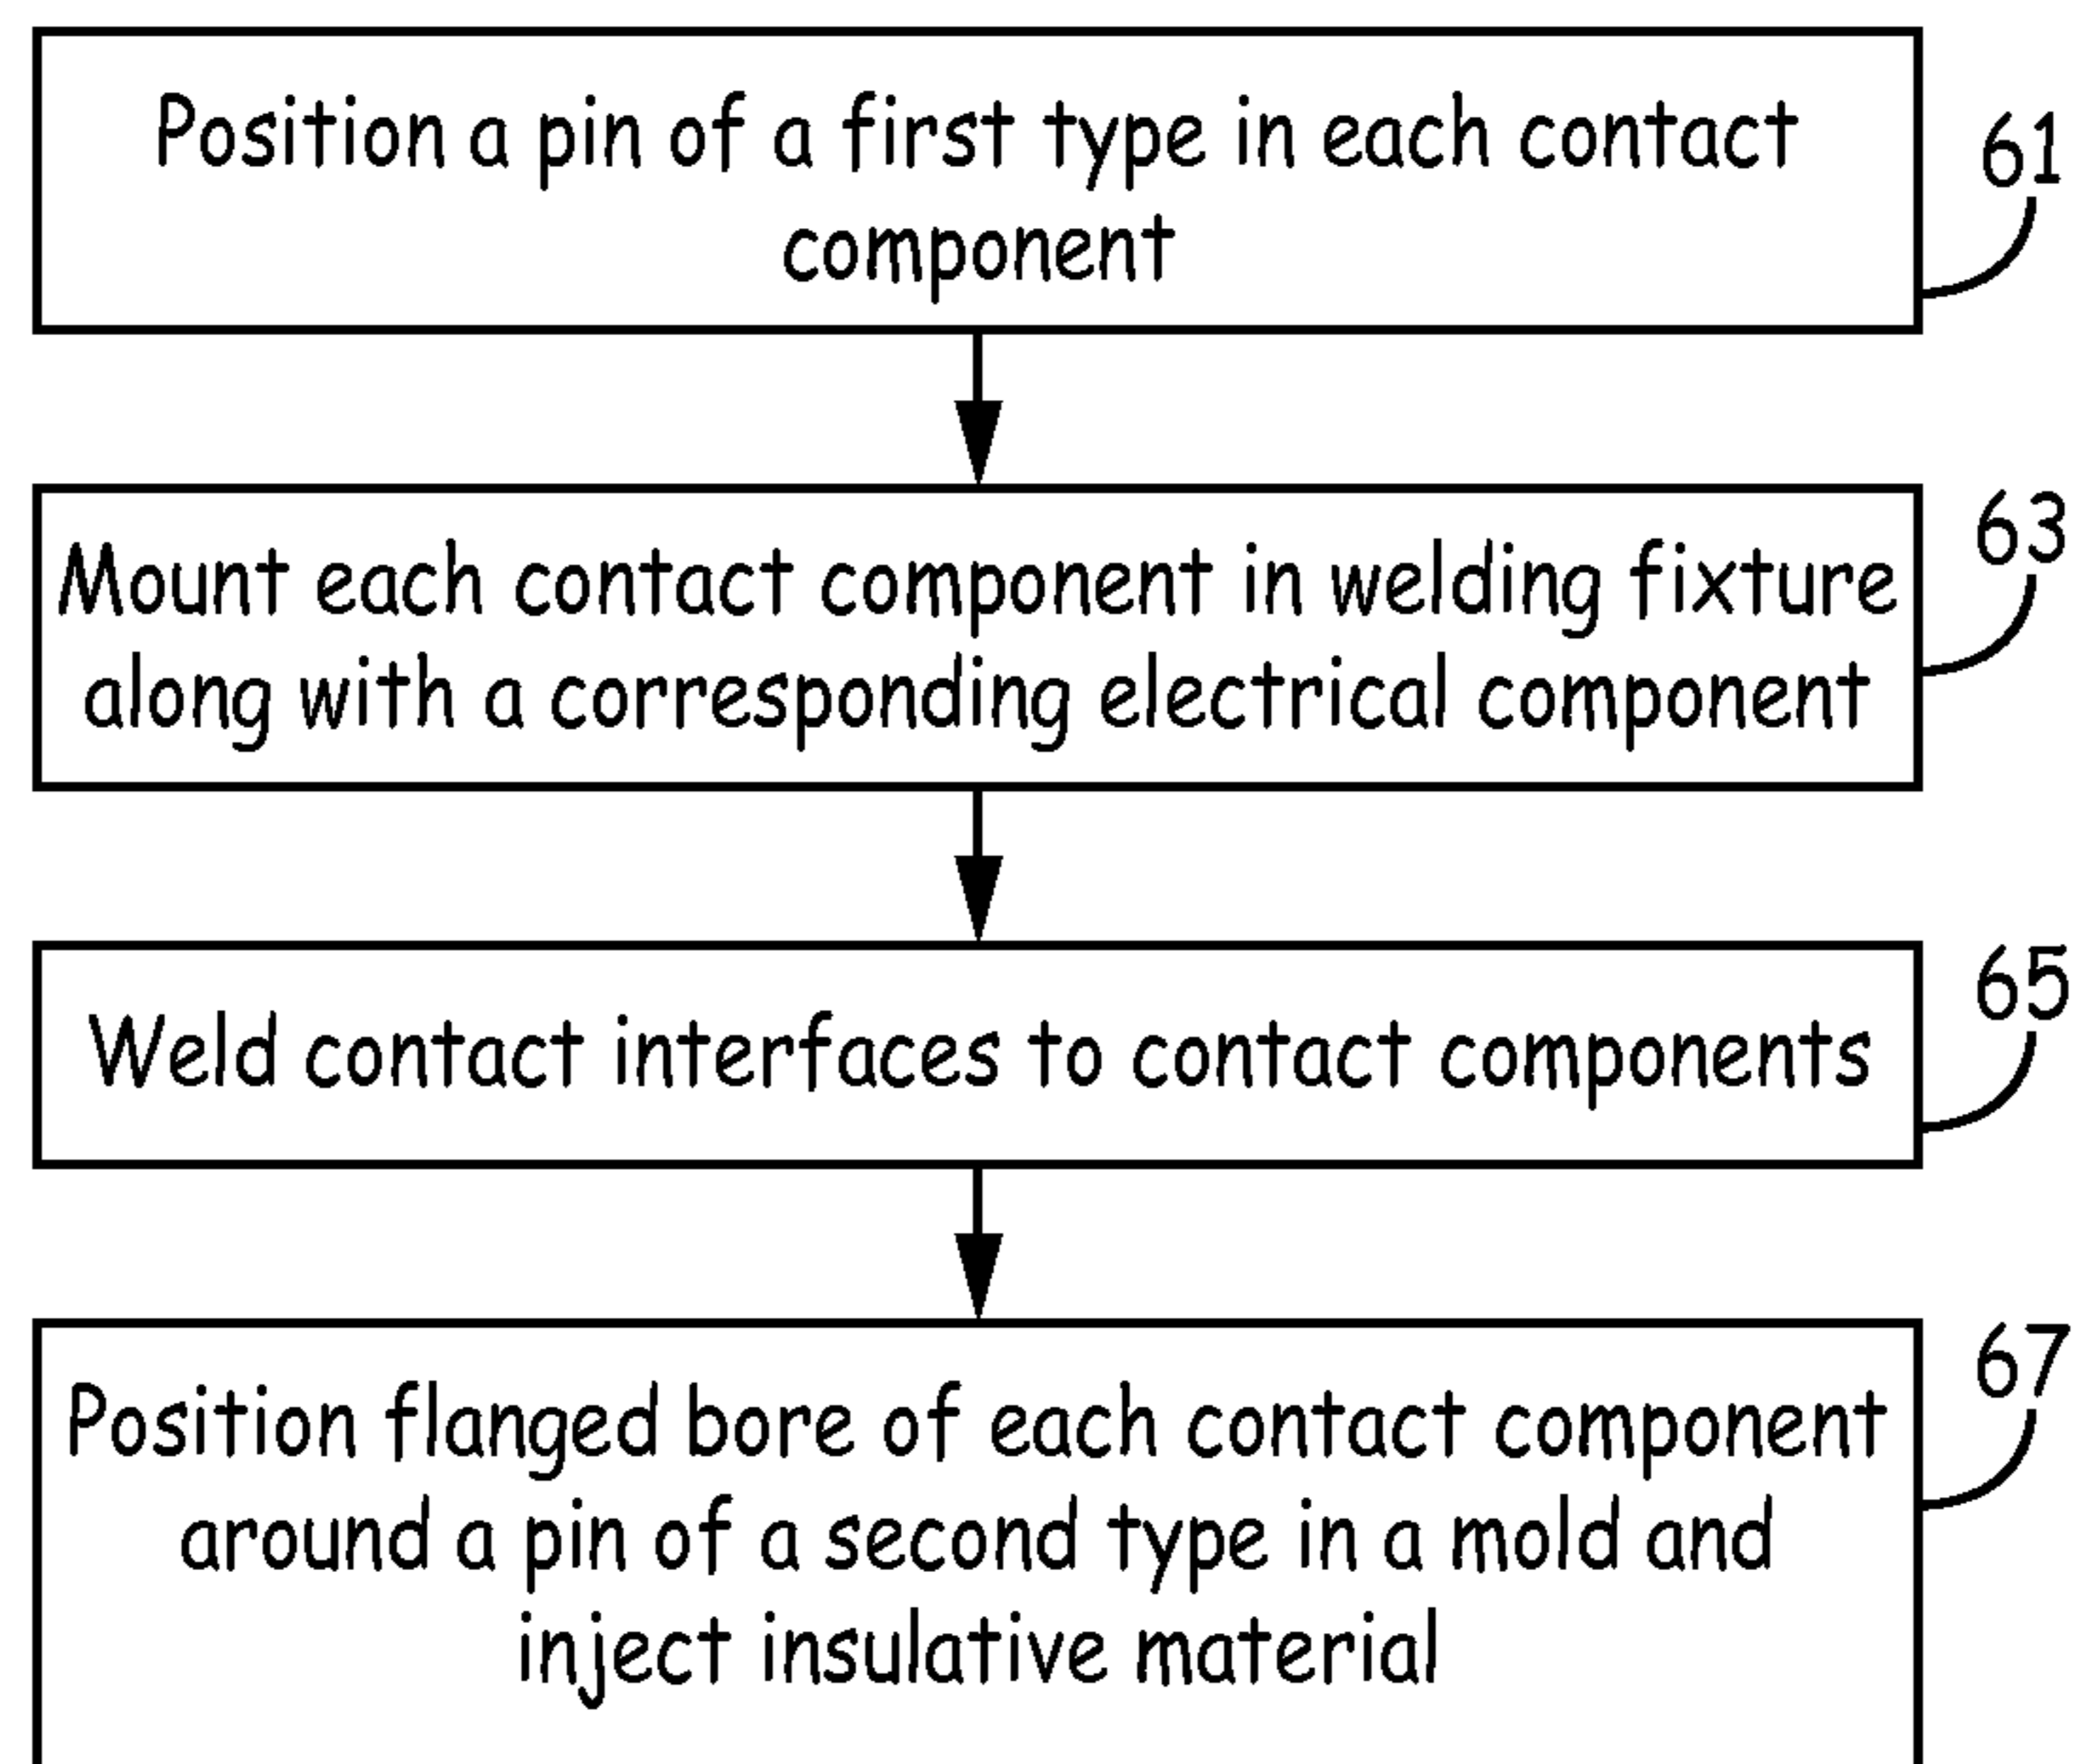 Position a pin of a first type in each contact
component
61
Mount each contact component in welding fixture
along with a corresponding electrical component
63
Weld contact interfaces to contact components
65
Position flanged bore of each contact component
around a pin of a second type in a mold and
inject insulative material
67